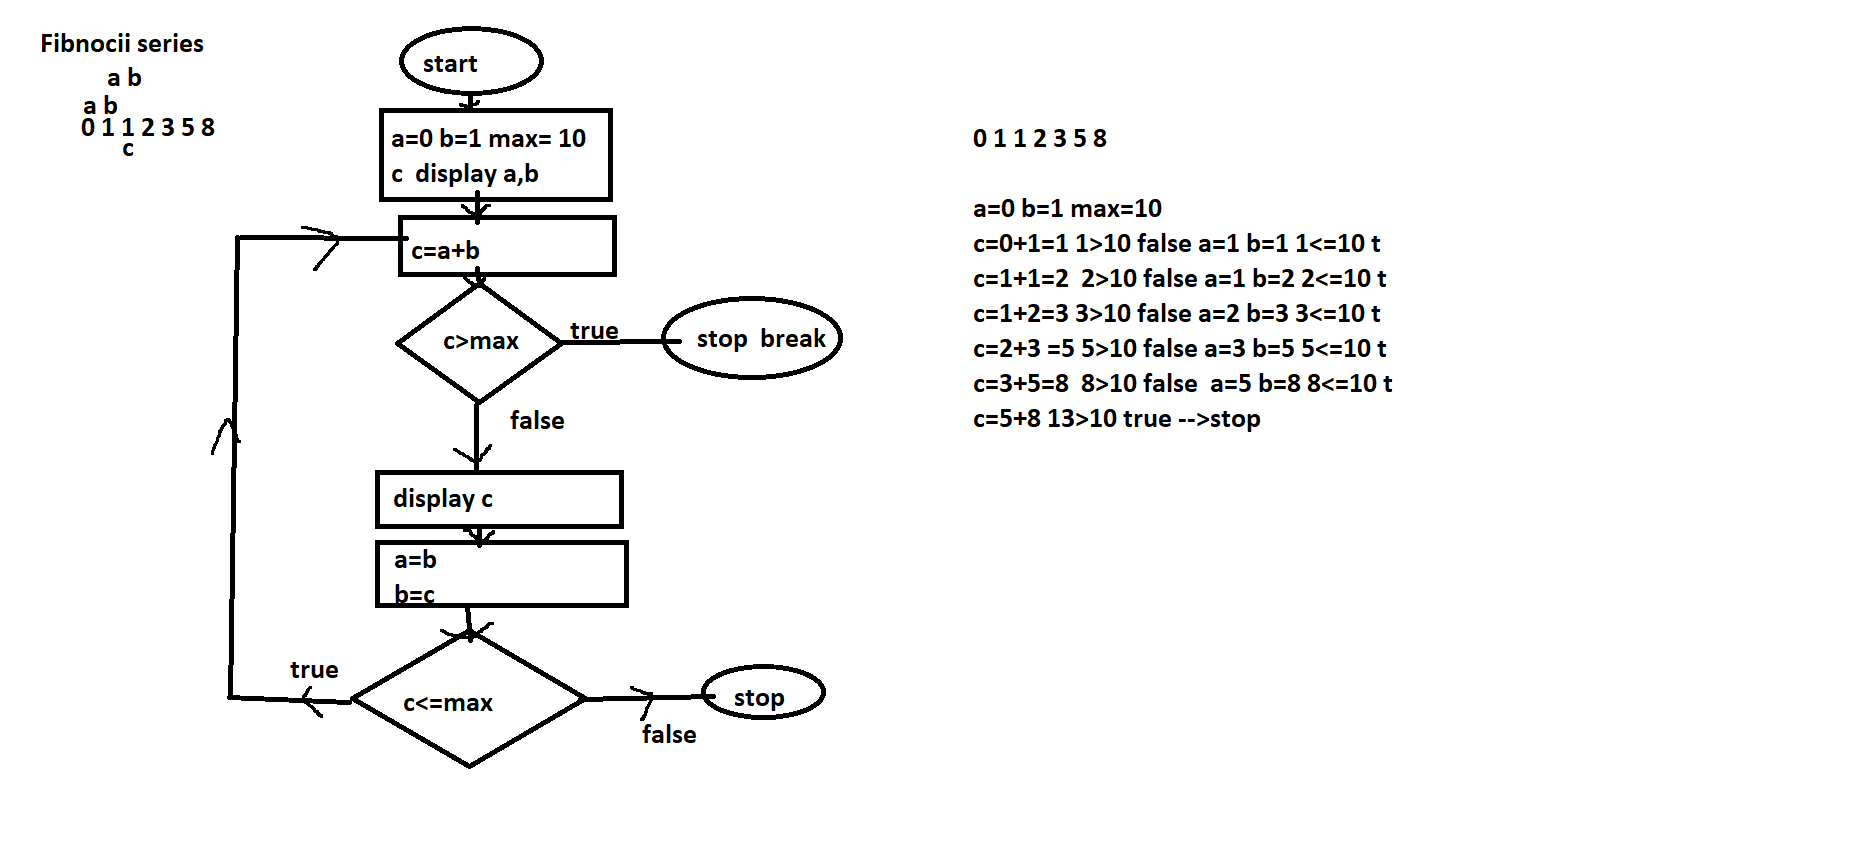 Fibnocii series
a b
a b
0 1 1 2 3 5 8
c
start
a=0 b=1 max= 10
c display a,b
c=a+b
c>max
true
stop break
false
display c
a=b
b=c
true
c<=max
stop
false
0 1 1 2 3 5 8
a=0 b=1 max=10
c=0+1=1 1>10 false a=1 b=1 1<=10 t
c=1+1=2 2>10 false a=1 b=2 2<=10 t
c=1+2=3 3>10 false a=2 b=3 3<=10 t
c=2+3 =5 5>10 false a=3 b=5 5<=10 t
c=3+5=8 8>10 false a=5 b=8 8<=10 t
c=5+8 13>10 true -->stop